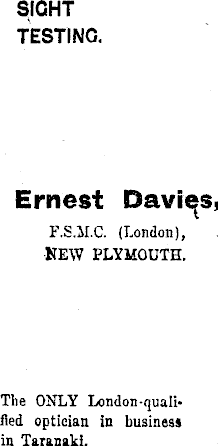 SIGHT
TESTING.
Ernest Davies,
F.S.M.C. (London),
NEW PLYMOUTH.
The ONLY London-quali-
fied optician in business
in Taranaki.